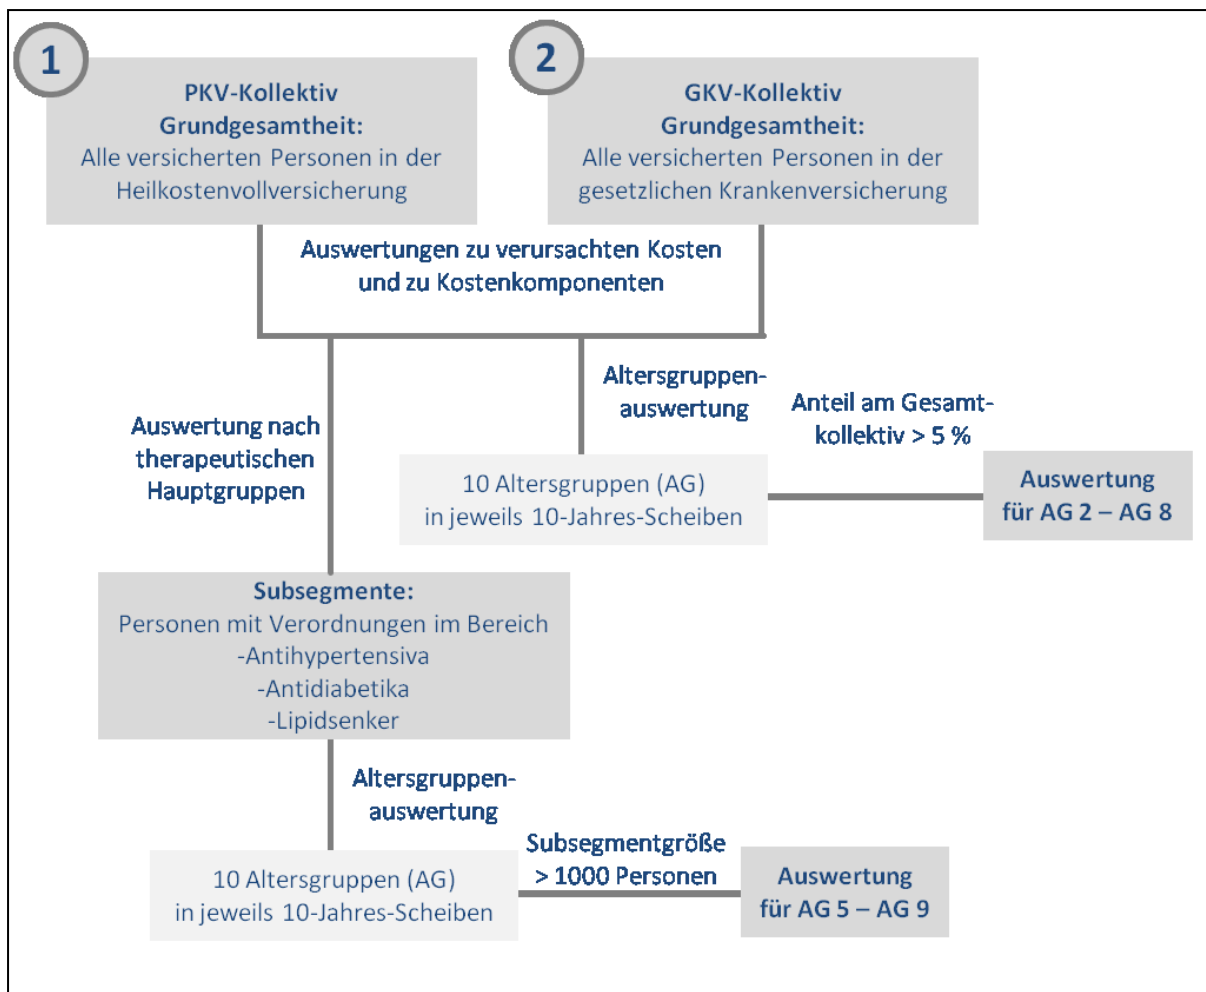 1
PKV-Kollektiv
Grundgesamtheit:
Alle versicherten Personen in der
Heilkostenvollversicherung
2
GKV-Kollektiv
Grundgesamtheit:
Alle versicherten Personen in der
gesetzlichen Krankenversicherung
Auswertungen zu verursachten Kosten
und zu Kostenkomponenten
Auswertung nach
therapeutischen
Hauptgruppen
Altersgruppen-
auswertung
Anteil am Gesamt-
kollektiv > 5 %
10 Altersgruppen (AG)
in jeweils 10-Jahres-Scheiben
Auswertung
für AG 2 – AG 8
Subsegmente:
Personen mit Verordnungen im Bereich
-Antihypertensiva
-Antidiabetika
-Lipidsenker
Altersgruppen-
auswertung
Subsegmentgröße
> 1000 Personen
10 Altersgruppen (AG)
in jeweils 10-Jahres-Scheiben
Auswertung
für AG 5 – AG 9